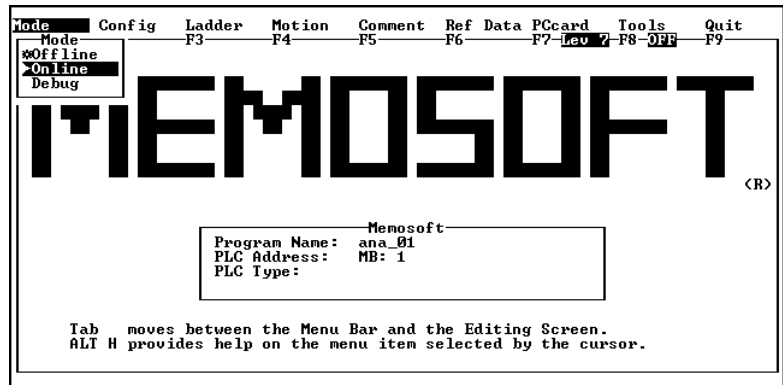 Mode Config Ladder Motion Comment Ref Data PCcard Tools Quit
Mode F3 F4 F5 F6 F7 Lev 7 F8 OFF F9
※Offline
>Online
Debug
MEMOSOFT
(R)
Memosoft
Program Name: ana_01
PLC Address: MB: 1
PLC Type:
Tab moves between the Menu Bar and the Editing Screen.
ALT H provides help on the menu item selected by the cursor.